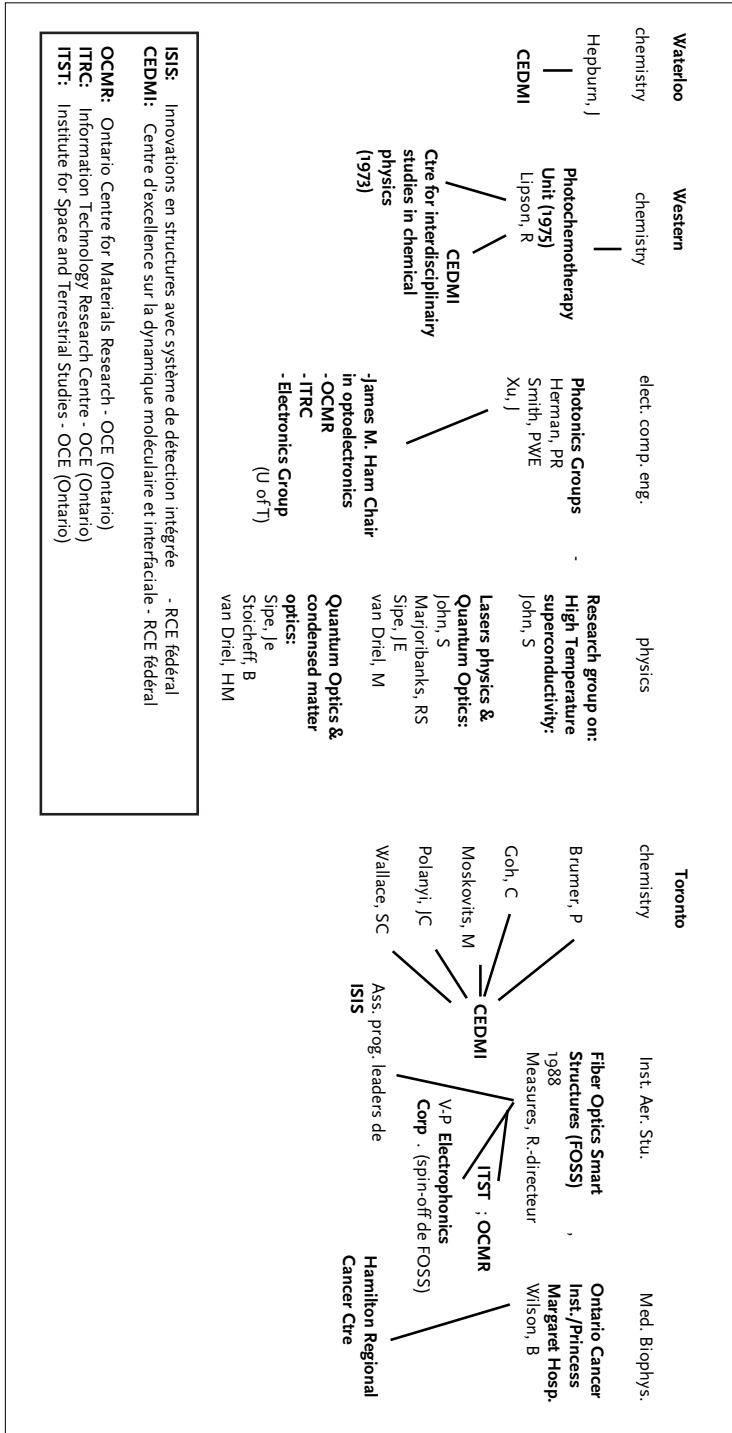 Waterloo
chemistry
Hepburn, J
CEDMI
Western
chemistry
Photochemotherapy
Unit (1975)
Lipson, R
CEDMI
Ctre for interdisciplinairy
studies in chemical
physics
(1973)
elect. comp. eng.
Photonics Groups -
Herman, PR
Smith, PWE
Xu, J
-James M. Ham Chair
in optoelectronics
- OCMR
- ITRC
- Electronics Group
(U of T)
physics
Research group on:
High Temperature
superconductivity:
John, S
Lasers physics &
Quantum Optics:
John, S
Marjoribanks, RS
Sipe, JE
van Driel, M
Quantum Optics &
condensed matter
optics:
Sipe, Je
Stoicheff, B
van Driel, HM
Toronto
chemistry
Brumer, P
Goh, C
Moskovits, M
Polanyi, JC
Wallace, SC
CEDMI
Inst. Aer. Stu.
Fiber Optics Smart
Structures (FOSS) ,
1988
Measures, R.-directeur
ITST ; OCMR
V-P Electrophonics
Corp . (spin-off de FOSS)
Ass. prog. leaders de
ISIS
Med. Biophys.
Ontario Cancer
Inst./Princess
Margaret Hosp.
Wilson, B
Hamilton Regional
Cancer Ctre
ISIS: Innovations en structures avec système de détection intégrée - RCE fédéral
CEDMI: Centre d'excellence sur la dynamique moléculaire et interfaciale - RCE fédéral
OCMR: Ontario Centre for Materials Research - OCE (Ontario)
ITRC: Information Technology Research Centre - OCE (Ontario)
ITST: Institute for Space and Terrestrial Studies - OCE (Ontario)